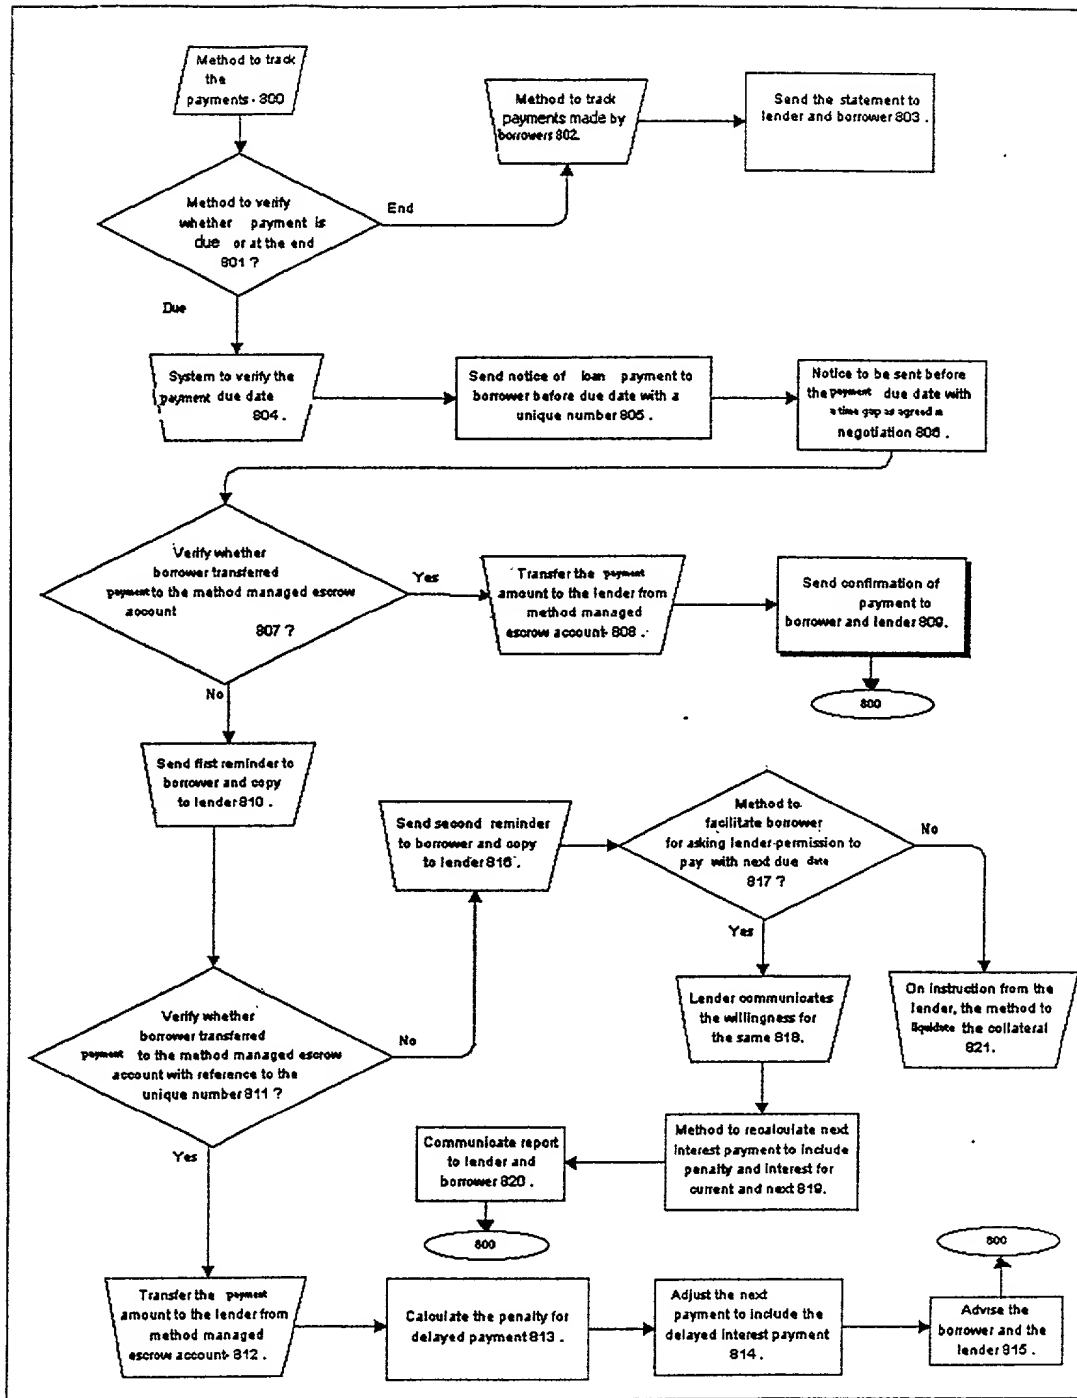 Method to track
the
payments - 800
Method to track
payments made by
borrowers 802.
Send the statement to
lender and borrower 803 .
Method to verify
whether payment is
due or at the end
801 ?
End
Due
System to verify the
payment due date
804 .
Send notice of loan payment to
borrower before due date with a
unique number 805 .
Notice to be sent before
the payment due date with
a time gap as agreed in
negotiation 806 .
Verify whether
borrower transferred
payment to the method managed escrow
account
807 ?
Yes
Transfer the payment
amount to the lender from
method managed
escrow account- 808 .
Send confirmation of
payment to
borrower and lender 809.
800
No
Send first reminder to
borrower and copy
to lender 810 .
Send second reminder
to borrower and copy
to lender 816 .
Method to
facilitate borrower
for asking lender-permission to
pay with next due date
817 ?
No
Yes
On instruction from the
lender, the method to
liquidate the collateral
821 .
Lender communicates
the willingness for
the same 818.
Verify whether
borrower transferred
payment to the method managed escrow
account with reference to the
unique number 811 ?
No
Yes
Method to recalculate next
interest payment to include
penalty and interest for
current and next 819.
Communicate report
to lender and
borrower 820 .
800
800
Transfer the payment
amount to the lender from
method managed
escrow account- 812 .
Calculate the penalty for
delayed payment 813 .
Adjust the next
payment to include the
delayed interest payment
814 .
Advise the
borrower and the
lender 815 .